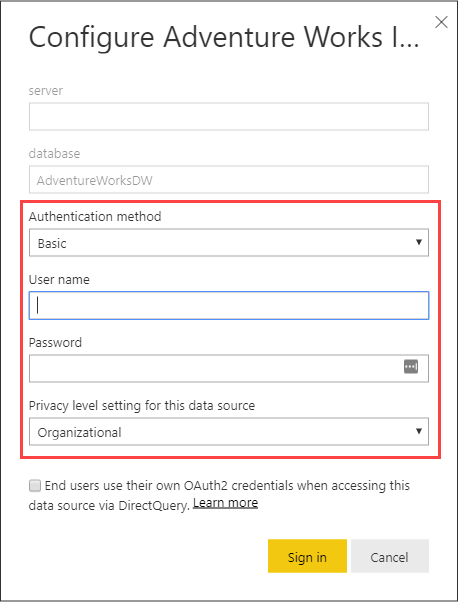 Configure Adventure Works I...
server
database
AdventureWorksDW
Authentication method
Basic
User name
Password
Privacy level setting for this data source
Organizational
End users use their own OAuth2 credentials when accessing this
data source via DirectQuery. Learn more
Sign in Cancel